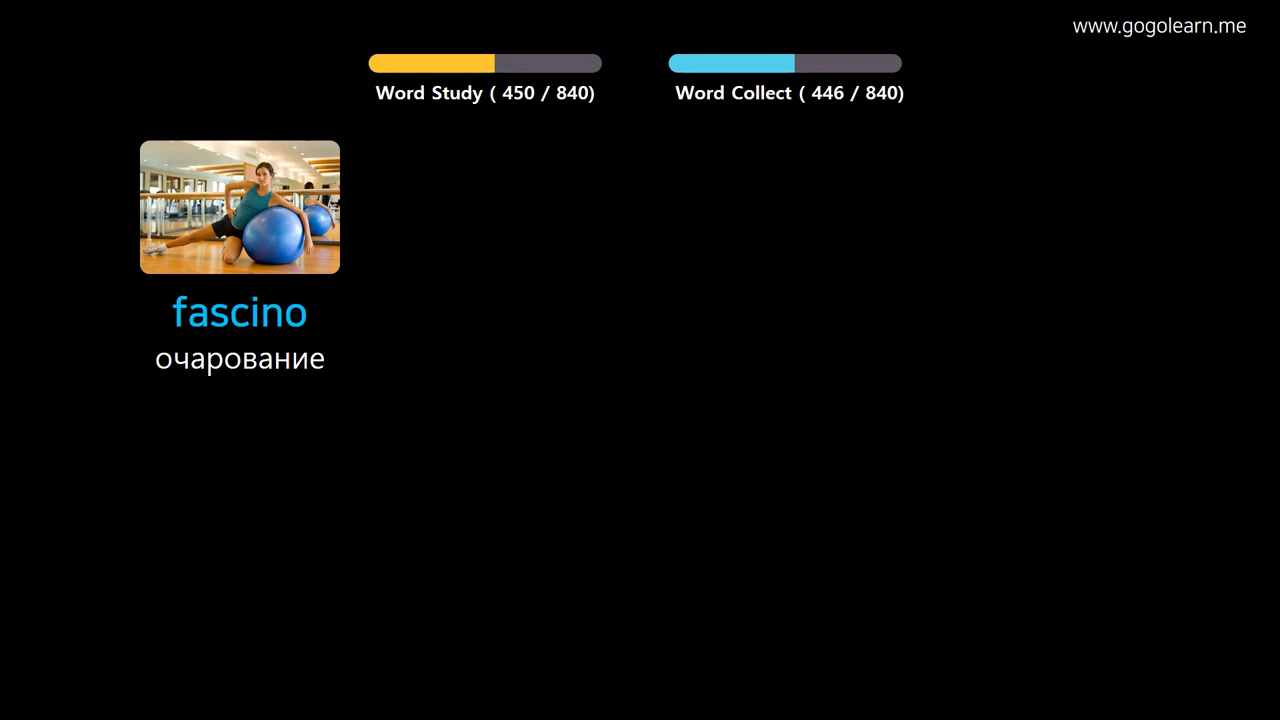 www.gogolearn.me
Word Study ( 450 / 840)
Word Collect ( 446 / 840)
fascino
очарование